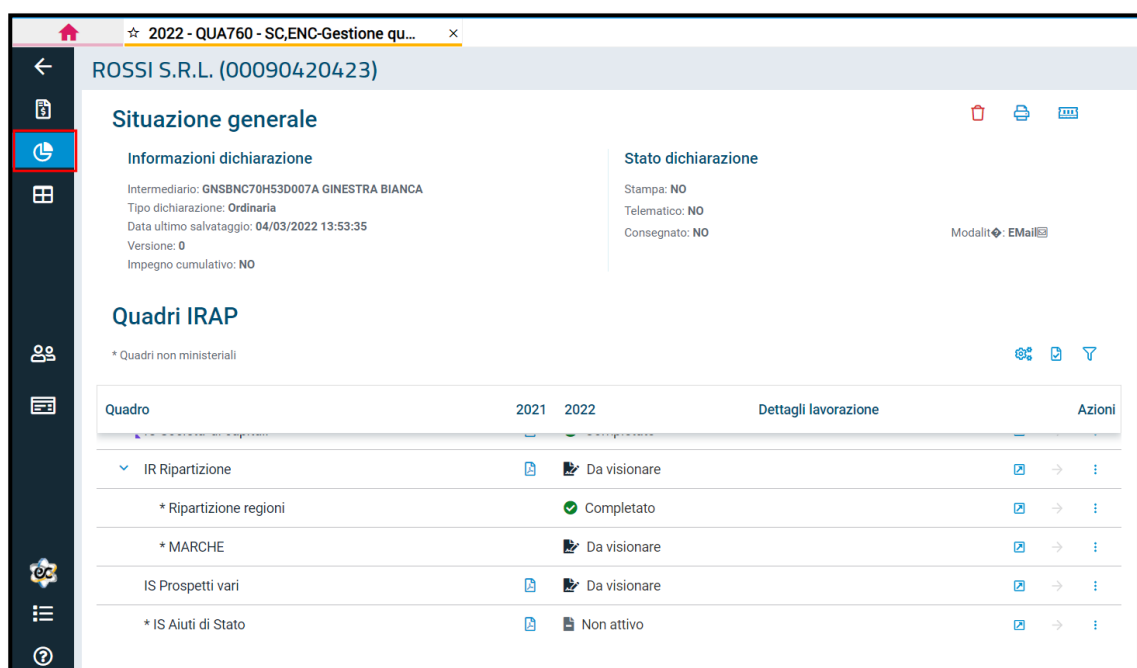 ☆ 2022 - QUA760 - SC,ENC-Gestione qu... ×
ROSSI S.R.L. (00090420423)
Situazione generale
Informazioni dichiarazione
Intermediario: GNSBNC70H53D007A GINESTRA BIANCA
Tipo dichiarazione: Ordinaria
Data ultimo salvataggio: 04/03/2022 13:53:35
Versione: 0
Impegno cumulativo: NO
Stato dichiarazione
Stampa: NO
Telematico: NO
Consegnato: NO Modalit�: EMail
Quadri IRAP
* Quadri non ministeriali
Quadro 2021 2022 Dettagli lavorazione Azioni
IR Ripartizione Da visionare
* Ripartizione regioni Completato
* MARCHE Da visionare
IS Prospetti vari Da visionare
* IS Aiuti di Stato Non attivo
ec